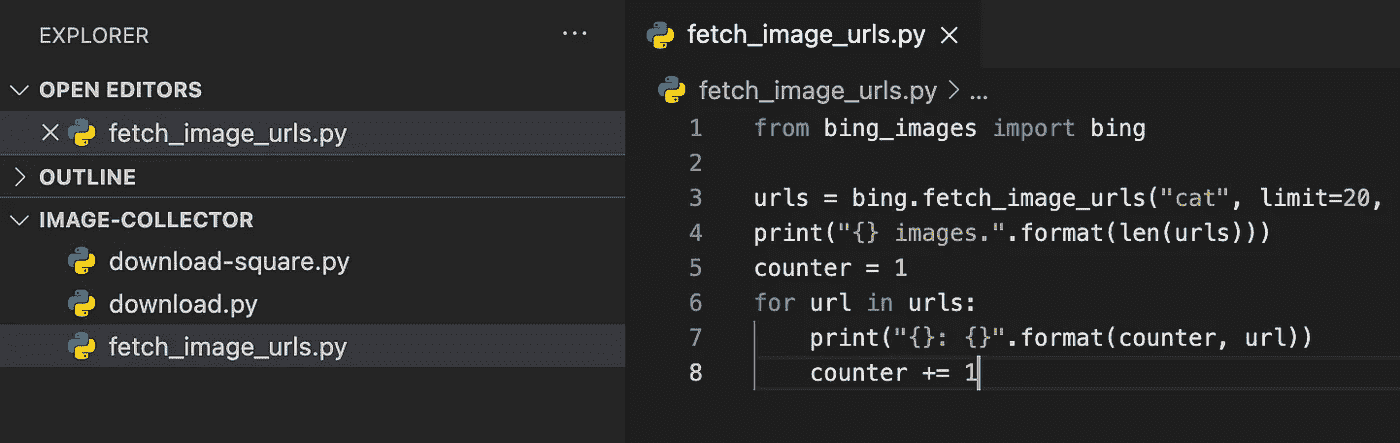 EXPLORER ...
OPEN EDITORS
fetch_image_urls.py
OUTLINE
IMAGE-COLLECTOR
download-square.py
download.py
fetch_image_urls.py
fetch_image_urls.py
fetch_image_urls.py > ...
1 from bing_images import bing
2
3 urls = bing.fetch_image_urls("cat", limit=20,
4 print("{} images.".format(len(urls)))
5 counter = 1
6 for url in urls:
7     print("{}: {}".format(counter, url))
8     counter += 1